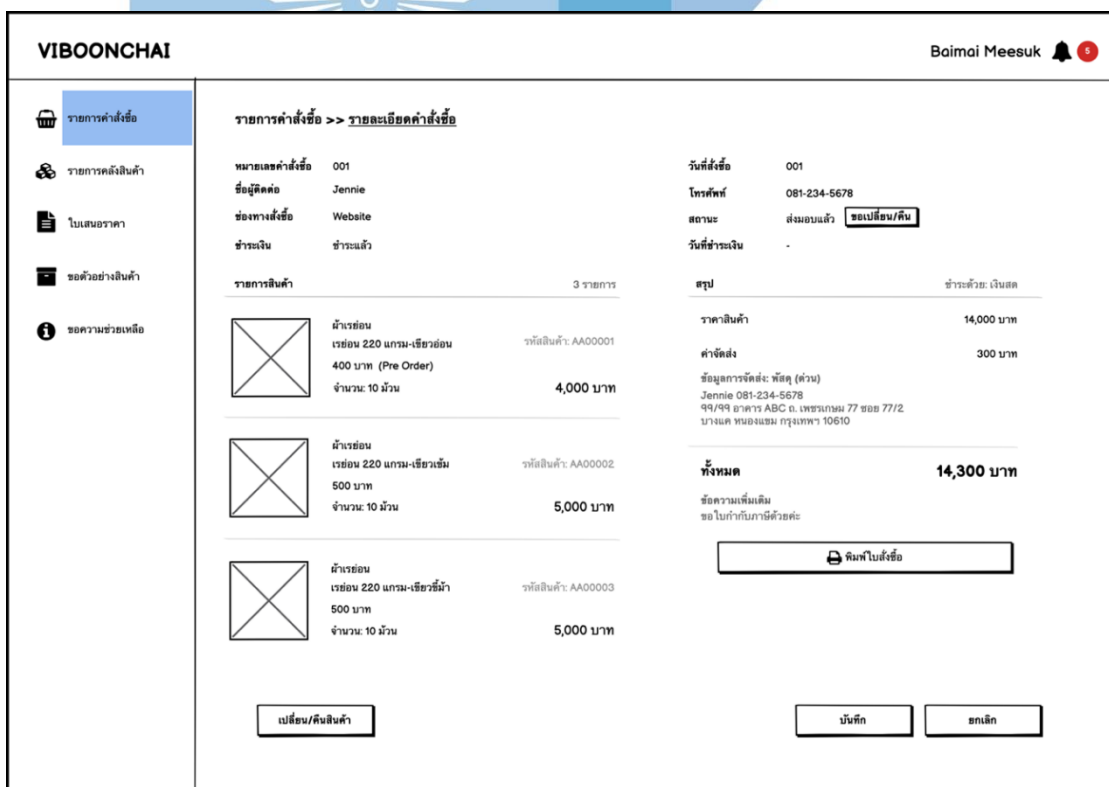 VIBOONCHAI
Baimai Meesuk 5
รายการคำสั่งซื้อ
รายการคลังสินค้า
ใบเสนอราคา
ขอตัวอย่างสินค้า
ขอความช่วยเหลือ
รายการคำสั่งซื้อ >> รายละเอียดคำสั่งซื้อ
หมายเลขคำสั่งซื้อ 001
ชื่อผู้ติดต่อ Jennie
ช่องทางสั่งซื้อ Website
ชำระเงิน ชำระแล้ว
วันที่สั่งซื้อ 001
โทรศัพท์ 081-234-5678
สถานะ ส่งมอบแล้ว ขอเปลี่ยน/คืน
วันที่ชำระเงิน -
รายการสินค้า 3 รายการ
ผ้าเรย่อน
เรย่อน 220 แกรม-เขียวอ่อน รหัสสินค้า: AA00001
400 บาท (Pre Order)
จำนวน: 10 ม้วน 4,000 บาท
ผ้าเรย่อน
เรย่อน 220 แกรม-เขียวเข้ม รหัสสินค้า: AA00002
500 บาท
จำนวน: 10 ม้วน 5,000 บาท
ผ้าเรย่อน
เรย่อน 220 แกรม-เขียวขี้ม้า รหัสสินค้า: AA00003
500 บาท
จำนวน: 10 ม้วน 5,000 บาท
สรุป ชำระด้วย: เงินสด
ราคาสินค้า 14,000 บาท
ค่าจัดส่ง 300 บาท
ข้อมูลการจัดส่ง: พัสดุ (ด่วน)
Jennie 081-234-5678
99/99 อาคาร ABC ถ. เพชรเกษม 77 ซอย 77/2
บางแค หนองแขม กรุงเทพฯ 10610
ทั้งหมด 14,300 บาท
ข้อความเพิ่มเติม
ขอใบกำกับภาษีด้วยค่ะ
พิมพ์ใบสั่งซื้อ
เปลี่ยน/คืนสินค้า
บันทึก
ยกเลิก